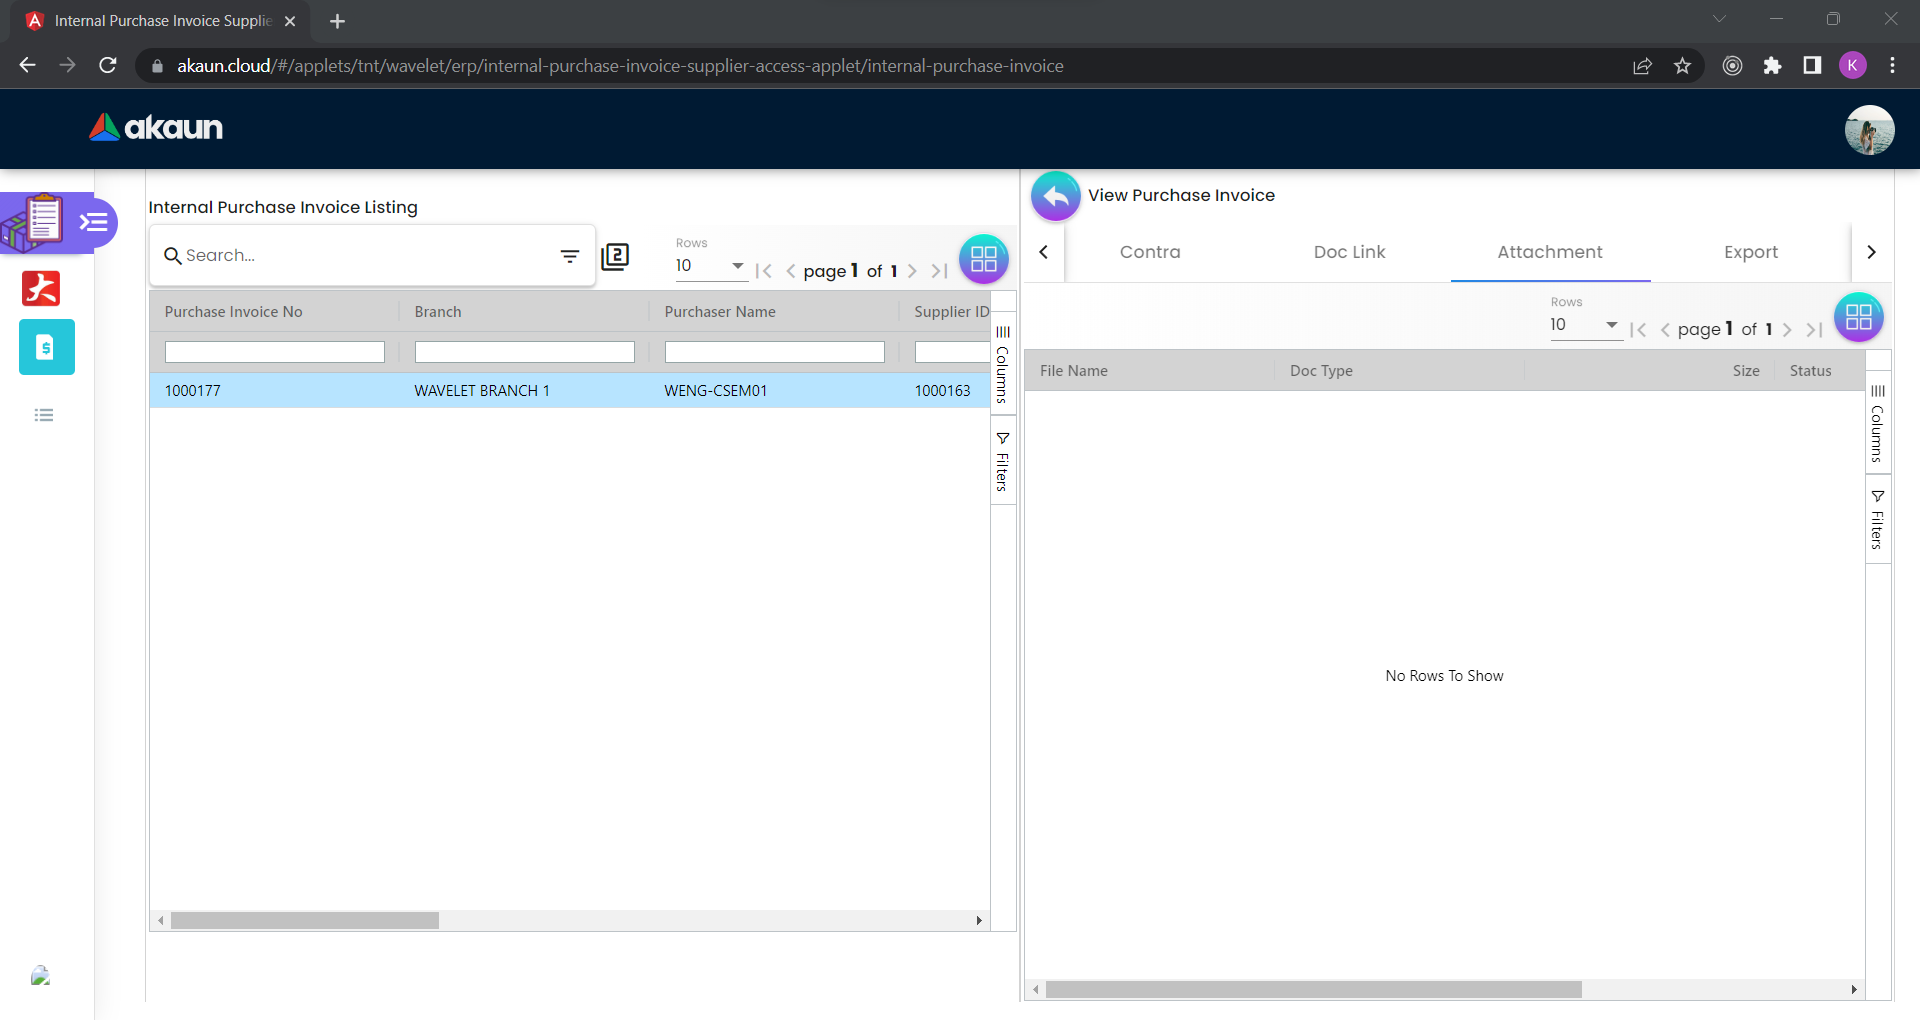 Internal Purchase Invoice Supplie
akaun.cloud/#/applets/tnt/wavelet/erp/internal-purchase-invoice-supplier-access-applet/internal-purchase-invoice
K
akaun
Internal Purchase Invoice Listing
Search...
2
Rows
10
page 1 of 1
Purchase Invoice No Branch Purchaser Name Supplier ID
1000177 WAVELET BRANCH 1 WENG-CSEM01 1000163
Columns
Filters
View Purchase Invoice
Contra Doc Link Attachment Export
Rows
10
page 1 of 1
File Name Doc Type Size Status
No Rows To Show
Columns
Filters